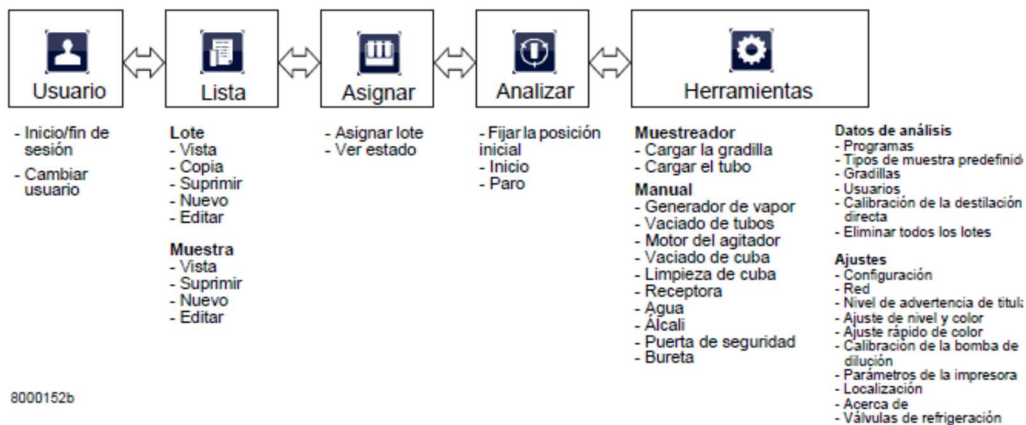 Usuario
Lista
Asignar
Analizar
Herramientas
- Inicio/fin de
sesión
- Cambiar
usuario
Lote
- Vista
- Copia
- Suprimir
- Nuevo
- Editar
Muestra
- Vista
- Suprimir
- Nuevo
- Editar
- Asignar lote
- Ver estado
- Fijar la posición
inicial
- Inicio
- Paro
Muestreador
- Cargar la gradilla
- Cargar el tubo
Manual
- Generador de vapor
- Vaciado de tubos
- Motor del agitador
- Vaciado de cuba
- Limpieza de cuba
- Receptora
- Agua
- Álcali
- Puerta de seguridad
- Bureta
Datos de análisis
- Programas
- Tipos de muestra predefinid
- Gradillas
- Usuarios
- Calibración de la destilación
directa
- Eliminar todos los lotes
Ajustes
- Configuración
- Red
- Nivel de advertencia de titul
- Ajuste de nivel y color
- Ajuste rápido de color
- Calibración de la bomba de
dilución
- Parámetros de la impresora
- Localización
- Acerca de
- Válvulas de refrigeración
8000152b